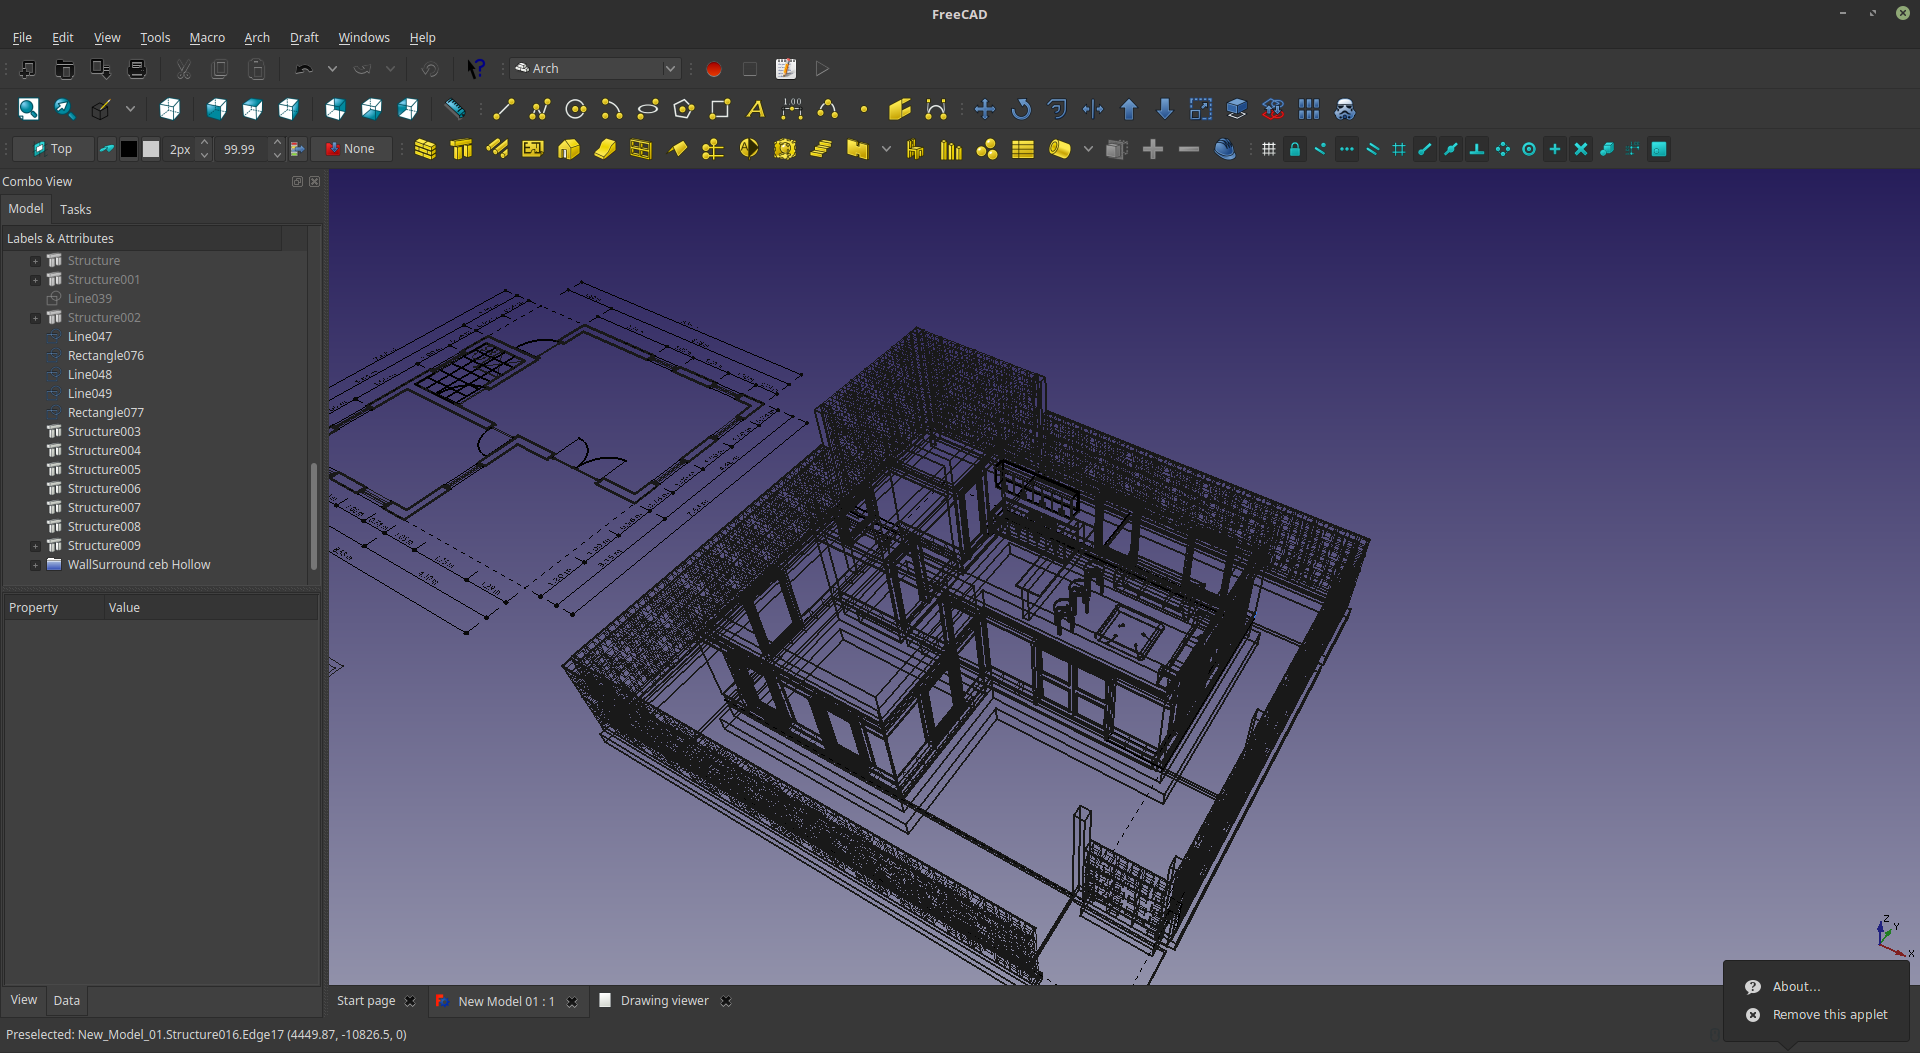 FreeCAD
File Edit View Tools Macro Arch Draft Windows Help
Arch
A 1.00
Top 2px 99.99 None
Combo View
Model Tasks
Labels & Attributes
Structure
Structure001
Line039
Structure002
Line047
Rectangle076
Line048
Line049
Rectangle077
Structure003
Structure004
Structure005
Structure006
Structure007
Structure008
Structure009
WallSurround ceb Hollow
Property Value
Z
Y
X
View Data
Start page New Model 01 : 1 Drawing viewer
About...
Remove this applet
Preselected: New_Model_01.Structure016.Edge17 (4449.87, -10826.5, 0)